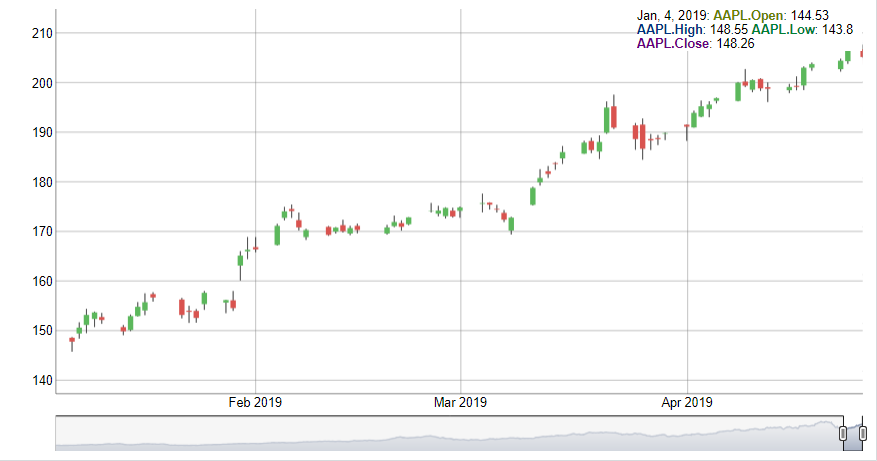 Jan, 4, 2019: AAPL.Open: 144.53
AAPL.High: 148.55 AAPL.Low: 143.8
AAPL.Close: 148.26
210
200
190
180
170
160
150
140
Feb 2019 Mar 2019 Apr 2019